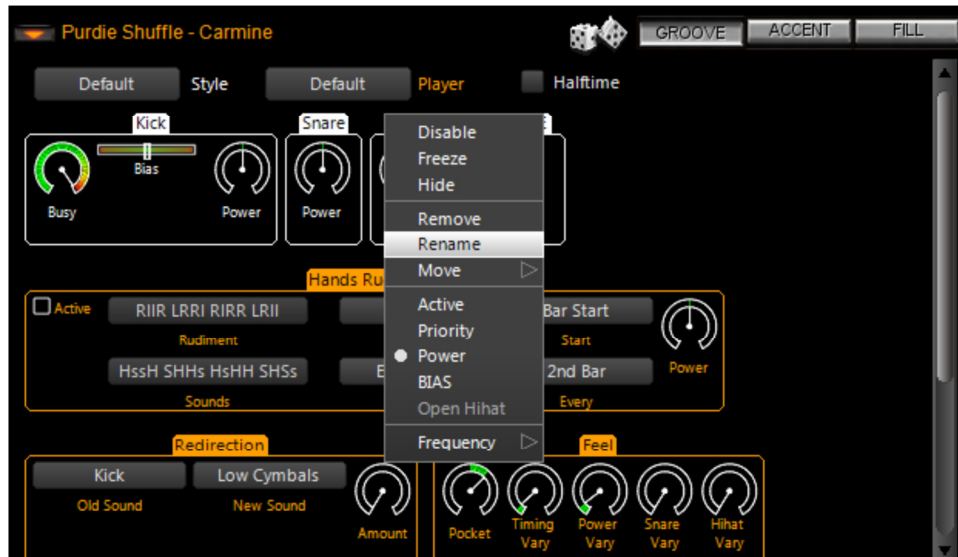 Purdie Shuffle - Carmine
GROOVE ACCENT FILL
Default Style Default Player Halftime
Kick Snare
Bias
Busy Power Power
Disable
Freeze
Hide
Remove
Rename
Move
Active
Priority
Power
BIAS
Open Hihat
Frequency
Hands Ru
Active RIIR LRRI RIRR LRII Bar Start
Rudiment Start
HssH SHHs HsHH SHSs E 2nd Bar Power
Sounds Every
Redirection Feel
Kick Low Cymbals
Old Sound New Sound
Amount Pocket Timing Vary Power Vary Snare Vary Hihat Vary